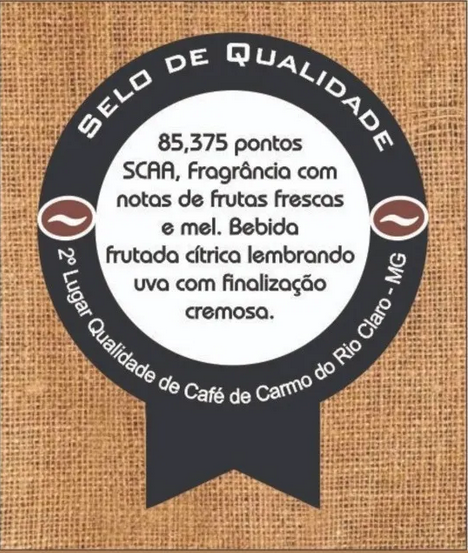 Selo de Qualidade
85,375 pontos
SCAA, Fragrância com
notas de frutas frescas
e mel. Bebida
frutada cítrica lembrando
uva com finalização
cremosa.
2º Lugar Qualidade de Café de Carmo do Rio Claro - MG